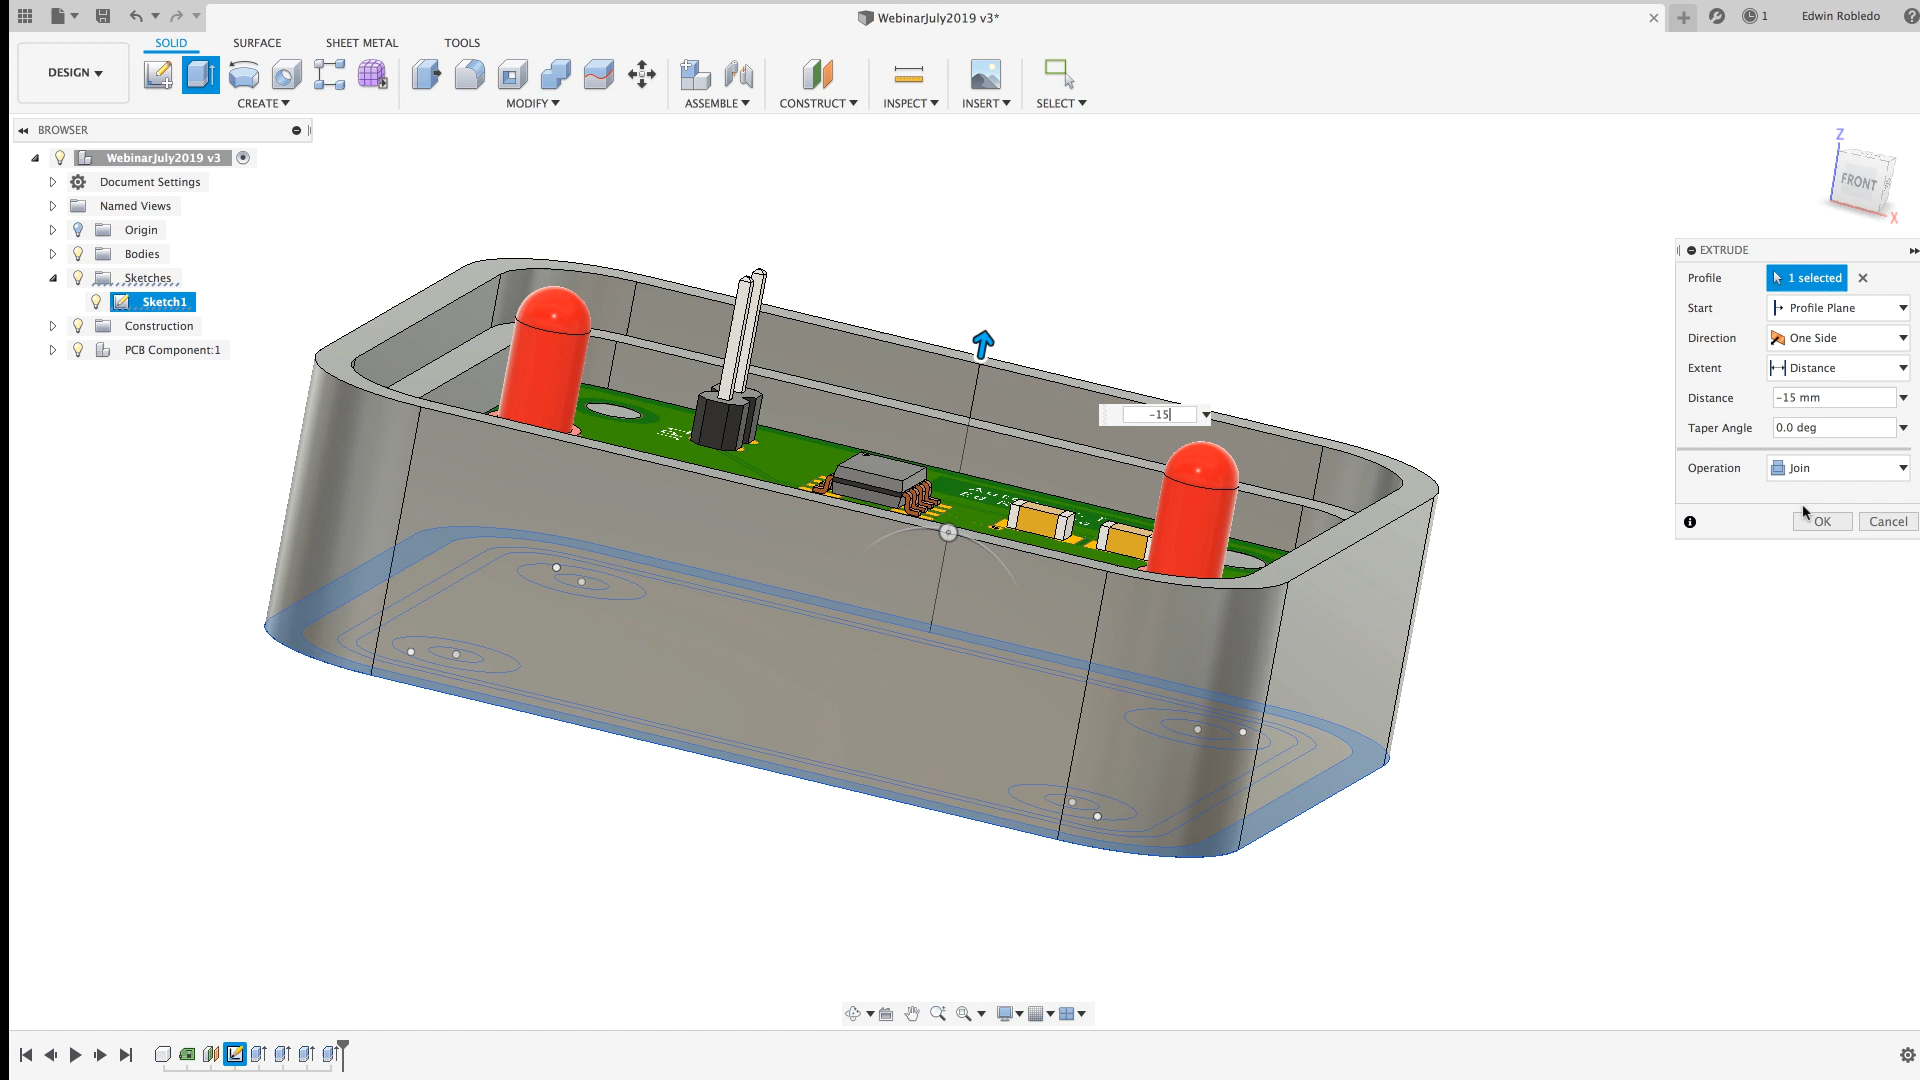 WebinarJuly2019 v3*
1
Edwin Robledo
SOLID
SURFACE
SHEET METAL
TOOLS
DESIGN
CREATE
MODIFY
ASSEMBLE
CONSTRUCT
INSPECT
INSERT
SELECT
BROWSER
WebinarJuly2019 v3
Document Settings
Named Views
Origin
Bodies
Sketches
Sketch1
Construction
PCB Component:1
Z
FRONT
X
EXTRUDE
Profile
1 selected
Start
Profile Plane
Direction
One Side
Extent
Distance
Distance
-15 mm
Taper Angle
0.0 deg
Operation
Join
OK
Cancel
-15